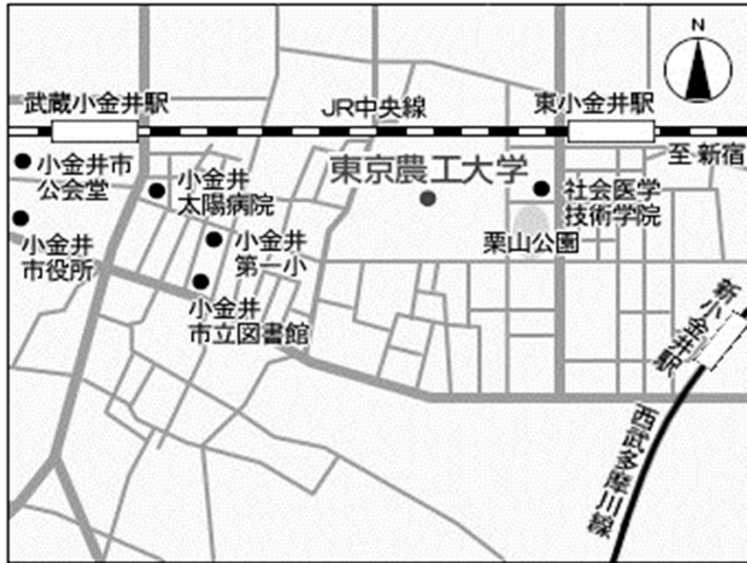 N
武蔵小金井駅
JR中央線
東小金井駅
至 新宿
小金井市
公会堂
小金井
太陽病院
東京農工大学
社会医学
技術学院
小金井
市役所
小金井
第一小
栗山公園
小金井
市立図書館
新小金井駅
西武多摩川線